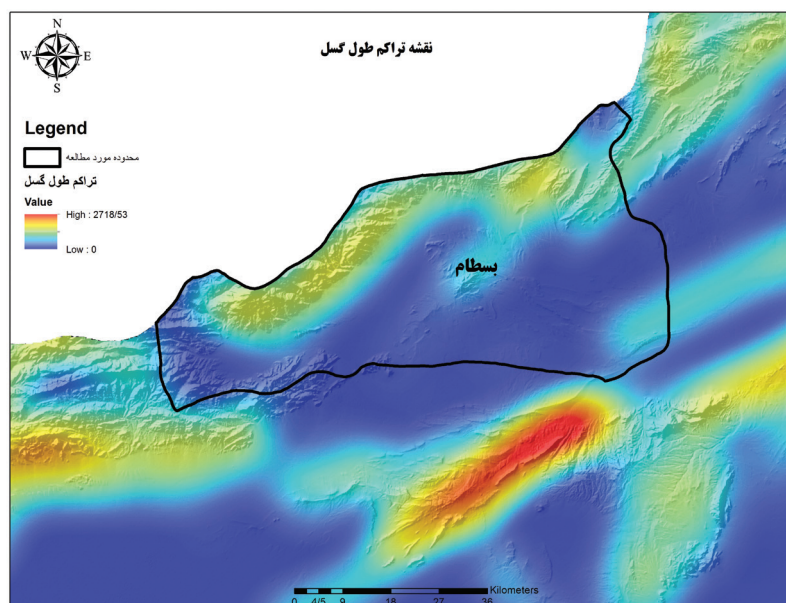 نقشه تراکم طول گسل
N
W E
S
Legend
محدوده مورد مطالعه
تراکم طول گسل
Value
High : 2718/53
Low : 0
بسطام
Kilometers
0 4/5 9 18 27 36